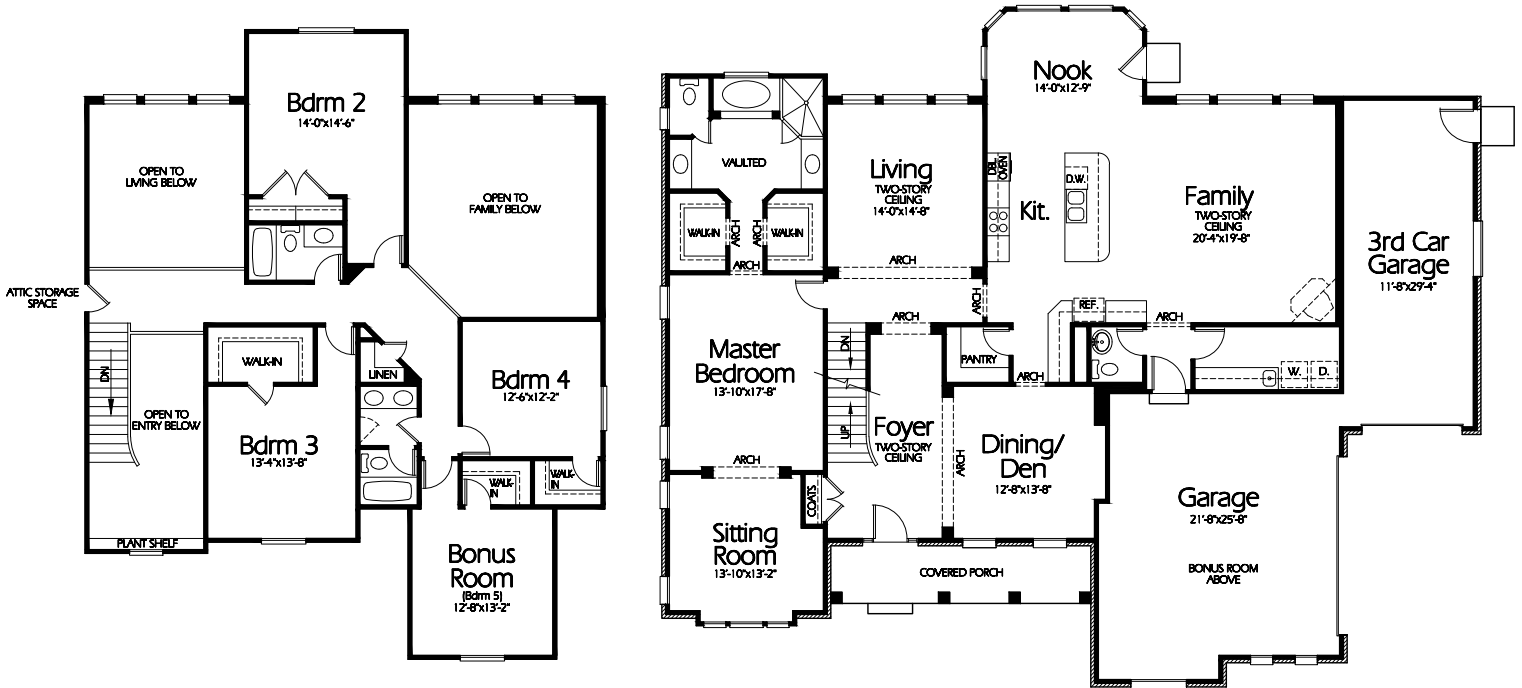 Bdrm 2
14'-0"x14'-6"
OPEN TO
LIVING BELOW
OPEN TO
FAMILY BELOW
ATTIC STORAGE
SPACE
WALK-IN
LINEN
DN
OPEN TO
ENTRY BELOW
Bdrm 3
13'-4"x13'-8"
Bdrm 4
12'-6"x12'-2"
WALK-
IN
WALK-
IN
PLANT SHELF
Bonus
Room
(Bdrm 5)
12'-8"x13'-2"
Nook
14'-0"x12'-9"
VAULTED
Living
TWO-STORY
CEILING
14'-0"x14'-8"
DBL
OVEN
D.W.
Kit.
Family
TWO-STORY
CEILING
20'-4"x19'-8"
3rd Car
Garage
11'-8"x29'-4"
WALK-IN
ARCH
ARCH
WALK-IN
ARCH
ARCH
ARCH
REF.
ARCH
ARCH
DN
PANTRY
Master
Bedroom
13'-10"x17'-8"
ARCH
W.
D.
UP
Foyer
TWO-STORY
CEILING
ARCH
Dining/
Den
12'-8"x13'-8"
ARCH
COATS
Garage
21'-8"x25'-8"
Sitting
Room
13'-10"x13'-2"
COVERED PORCH
BONUS ROOM
ABOVE